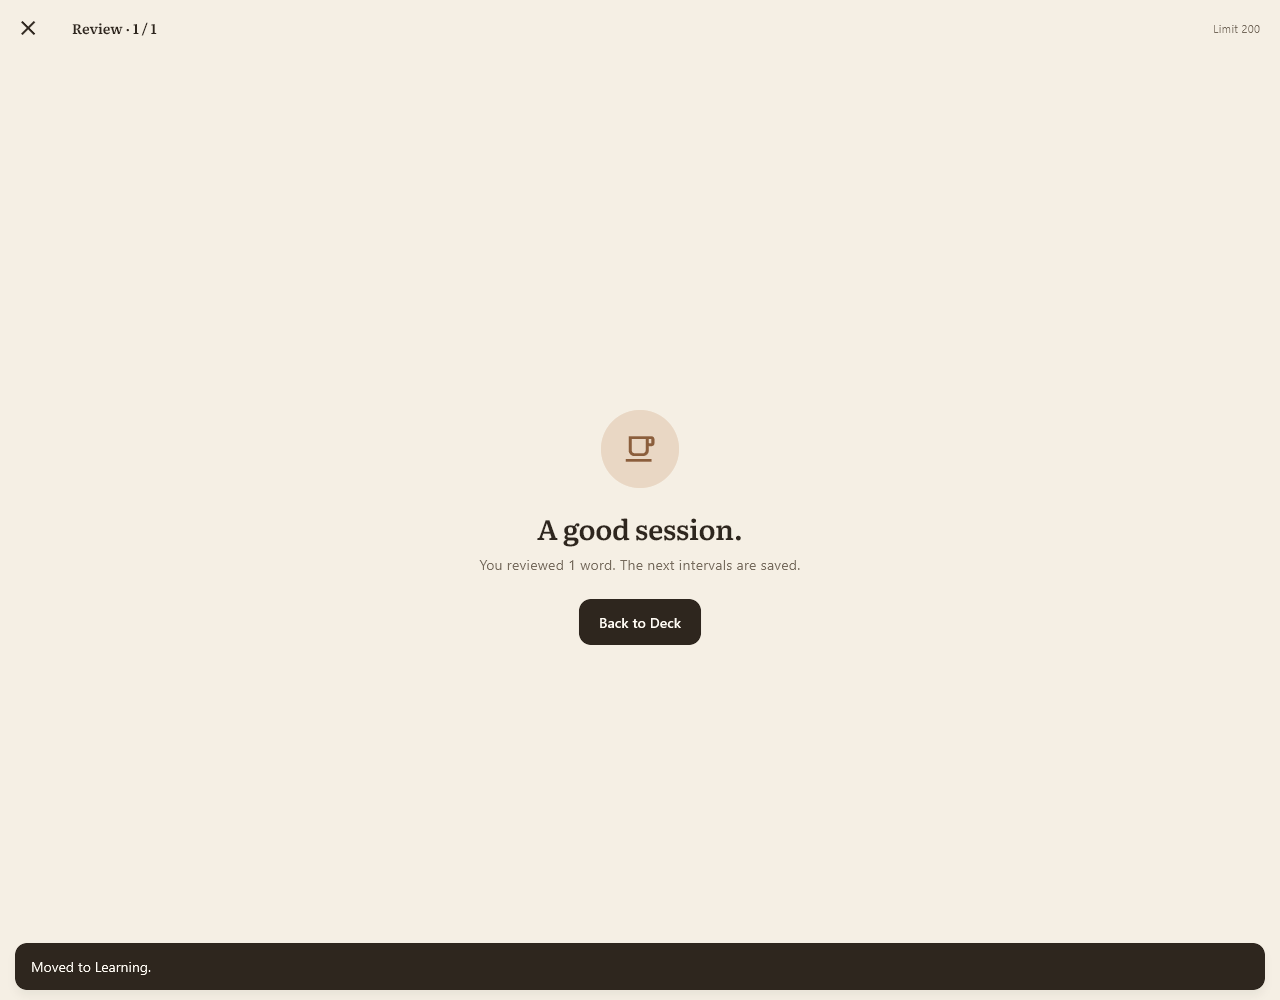 Review · 1 / 1
Limit 200
A good session.
You reviewed 1 word. The next intervals are saved.
Back to Deck
Moved to Learning.